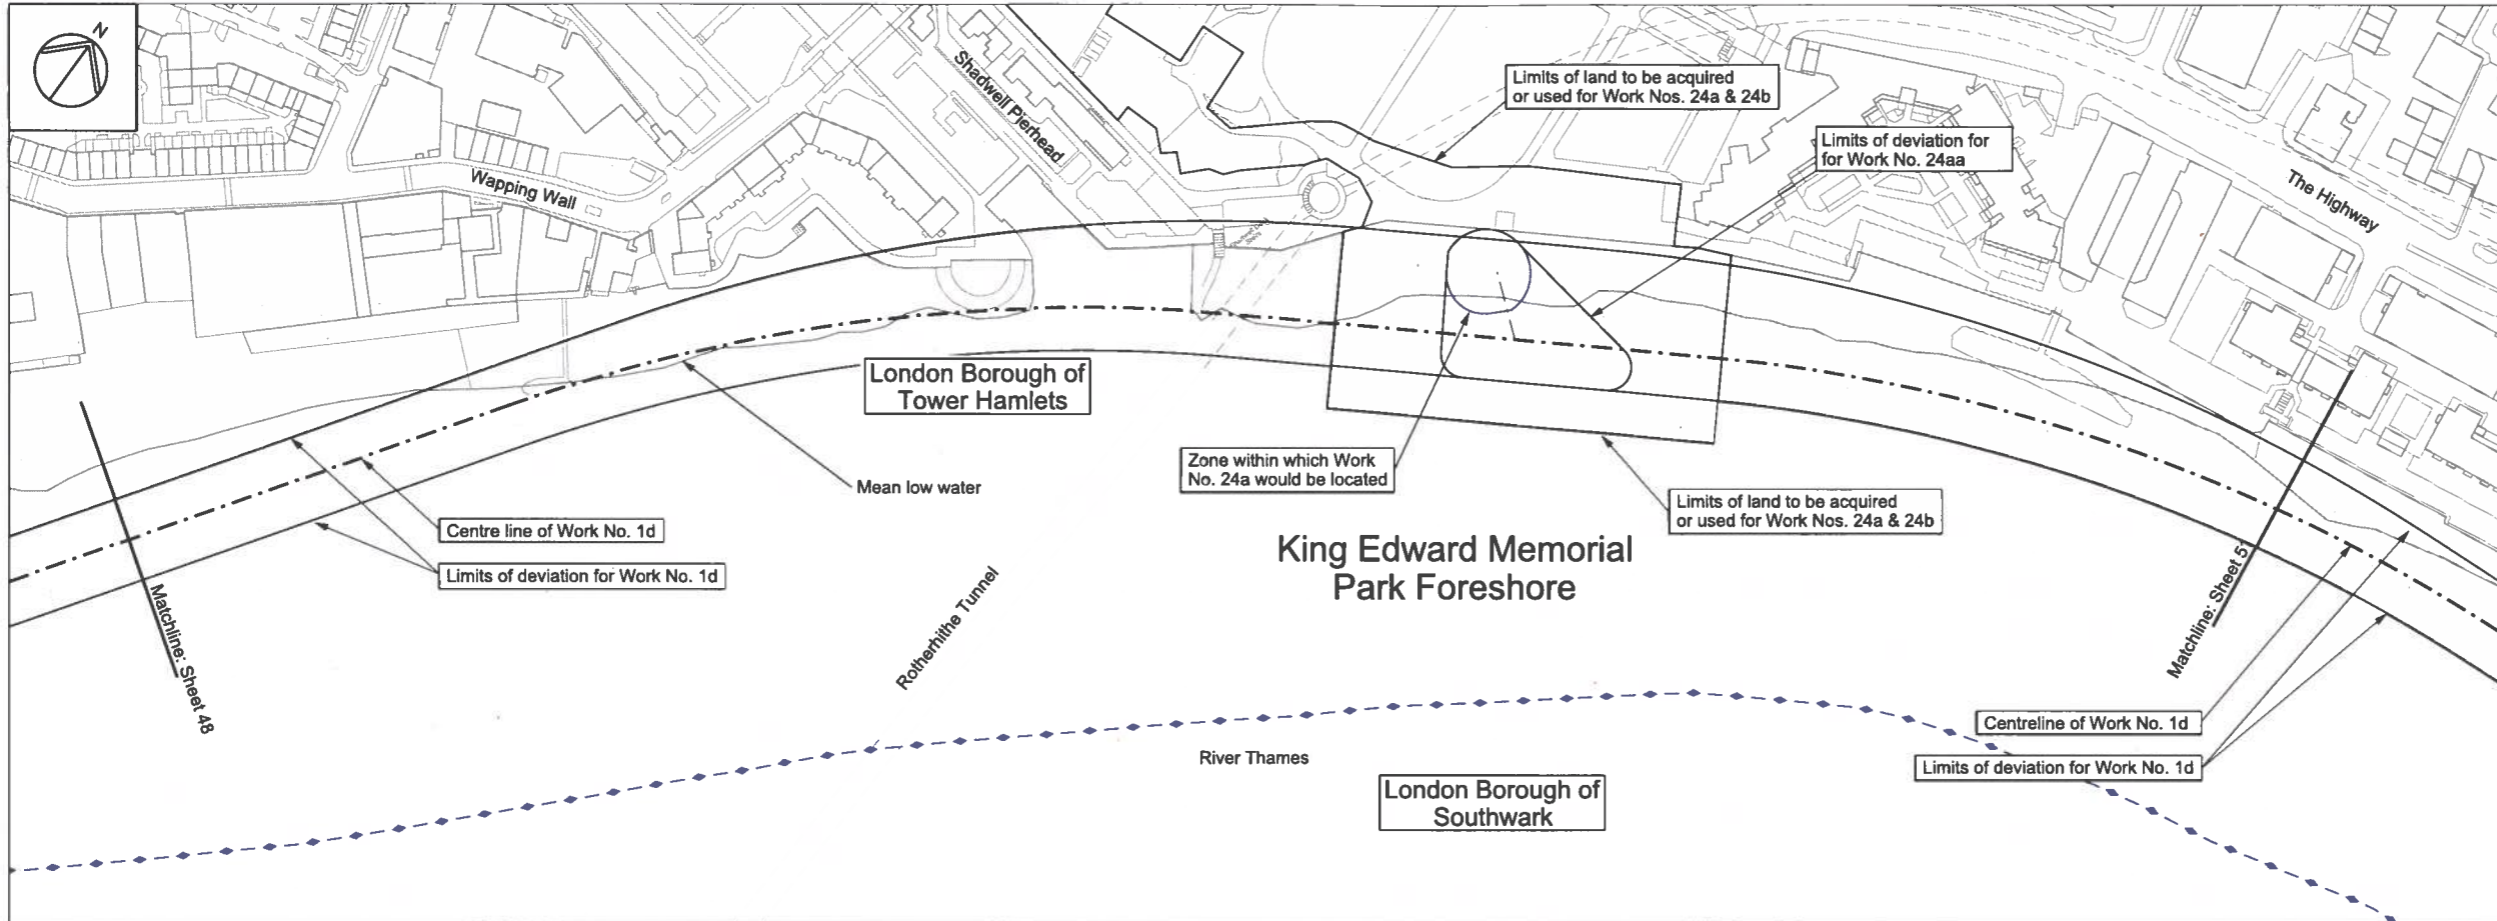 N
Shadwell Pierhead
Limits of land to be acquired
or used for Work Nos. 24a & 24b
Limits of deviation for
for Work No. 24aa
Wapping Wall
The Highway
London Borough of
Tower Hamlets
Zone within which Work
No. 24a would be located
Mean low water
Limits of land to be acquired
or used for Work Nos. 24a & 24b
Centre line of Work No. 1d
King Edward Memorial
Park Foreshore
Limits of deviation for Work No. 1d
Matchline: Sheet 48
Rotherhithe Tunnel
Matchline: Sheet 5
Centreline of Work No. 1d
River Thames
Limits of deviation for Work No. 1d
London Borough of
Southwark